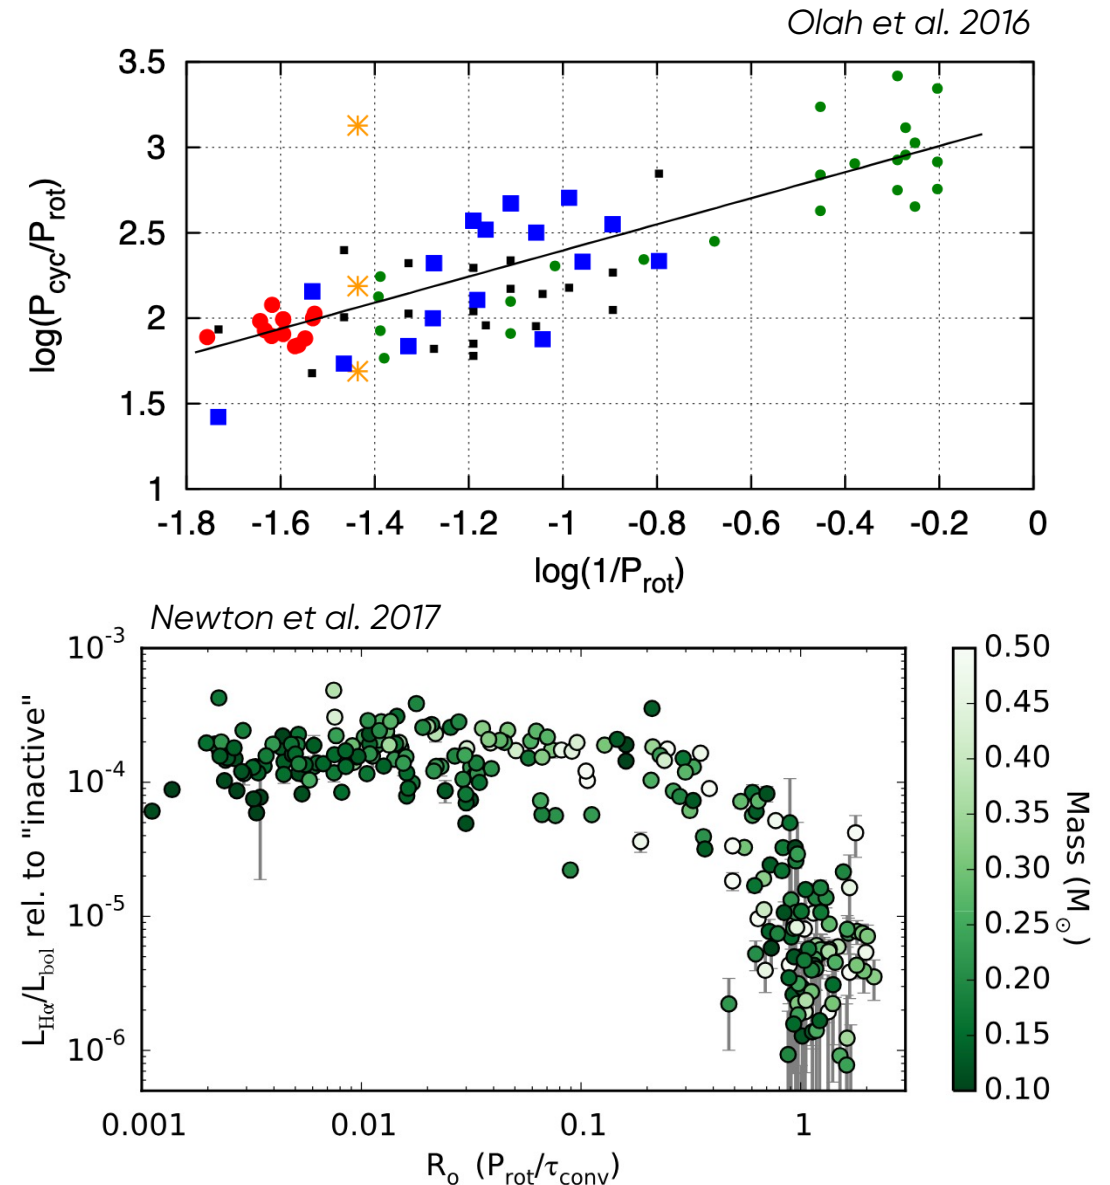 Olah et al. 2016
3.5
3
2.5
2
1.5
1
log(Pcyc/Prot)
-1.8 -1.6 -1.4 -1.2 -1 -0.8 -0.6 -0.4 -0.2 0
log(1/Prot)
Newton et al. 2017
10-3
10-4
10-5
10-6
LHα/Lbol rel. to "inactive"
0.001 0.01 0.1 1
Ro (Prot/τconv)
0.50
0.45
0.40
0.35
0.30
0.25
0.20
0.15
0.10
Mass (M☉)